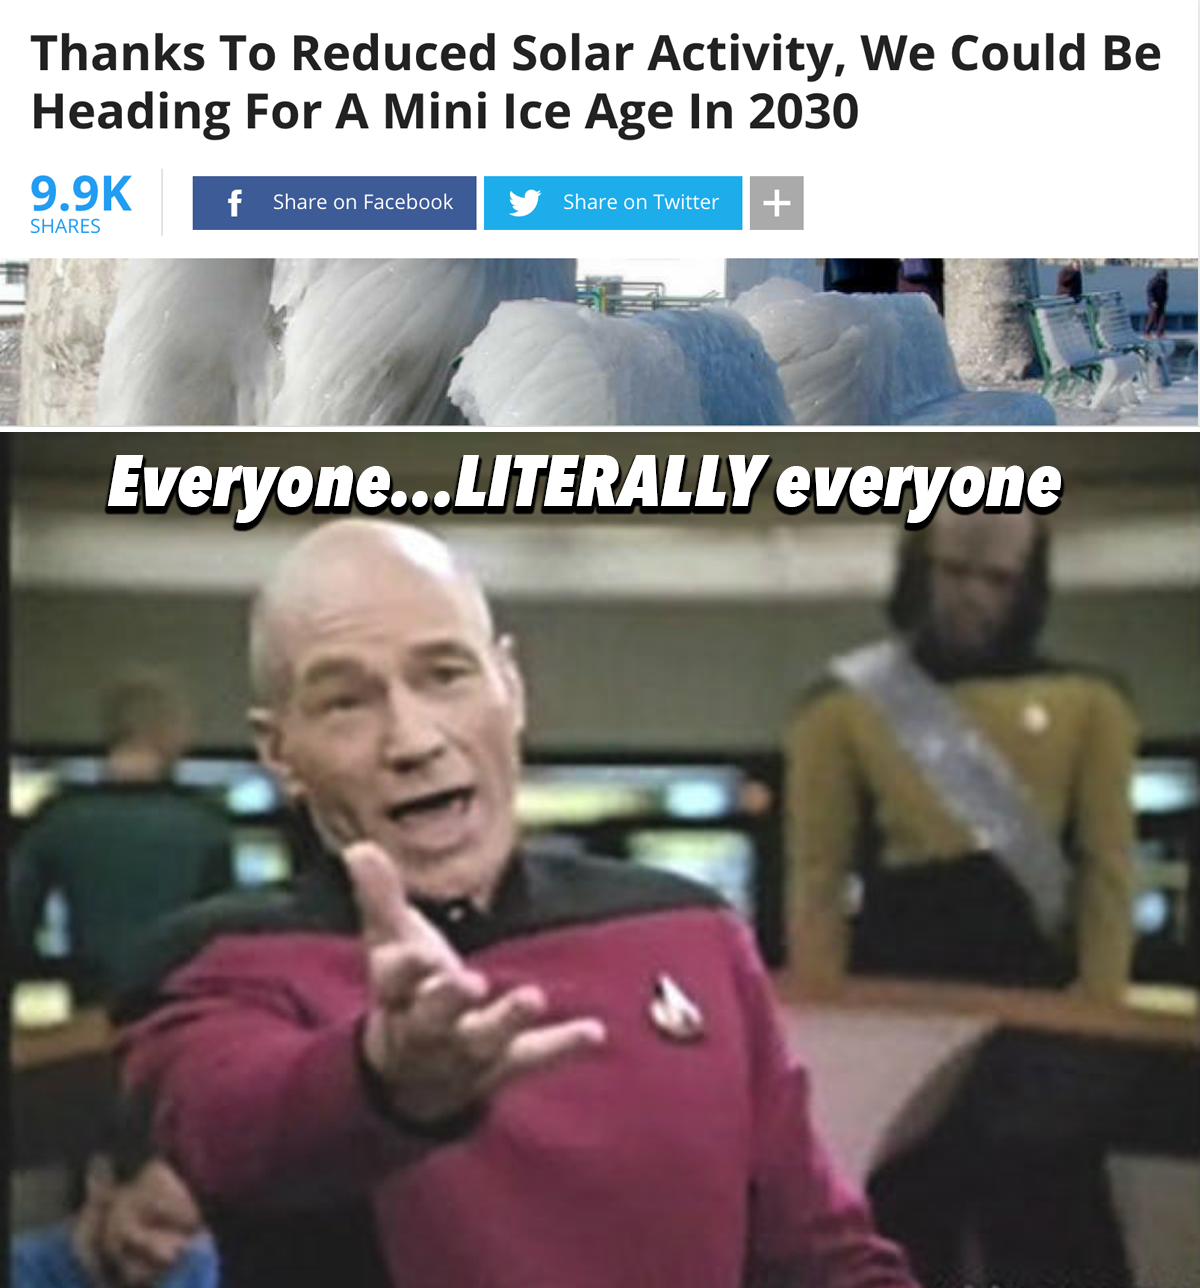 Thanks To Reduced Solar Activity, We Could Be
Heading For A Mini Ice Age In 2030
9.9K
SHARES
f Share on Facebook
Share on Twitter
+
Everyone...LITERALLY everyone